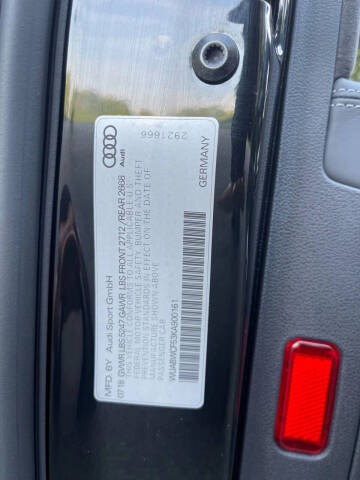 Audi
2921866
MFD. BY Audi Sport GmbH
07/18 GVWR LBS 5247 GAWR LBS FRONT 2712 / REAR 2668
THIS VEHICLE CONFORMS TO ALL APPLICABLE U.S.
FEDERAL MOTOR VEHICLE SAFETY, BUMPER AND THEFT
PREVENTION STANDARDS IN EFFECT ON THE DATE OF
MANUFACTURE, SHOWN ABOVE
PASSENGER CAR
WUABWCF53KA900161
GERMANY